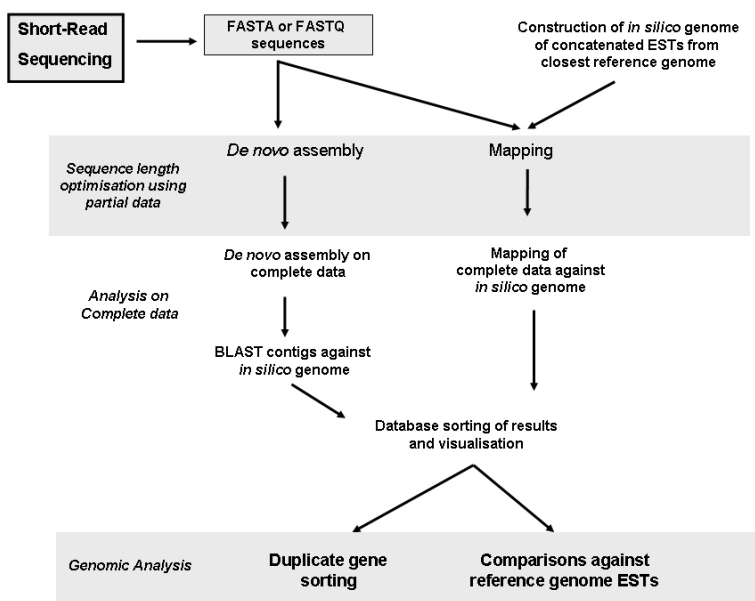 Short-Read
Sequencing
FASTA or FASTQ
sequences
Construction of in silico genome
of concatenated ESTs from
closest reference genome
Sequence length
optimisation using
partial data
De novo assembly
Mapping
Analysis on
Complete data
De novo assembly on
complete data
Mapping of
complete data against
in silico genome
BLAST contigs against
in silico genome
Database sorting of results
and visualisation
Genomic Analysis
Duplicate gene
sorting
Comparisons against
reference genome ESTs